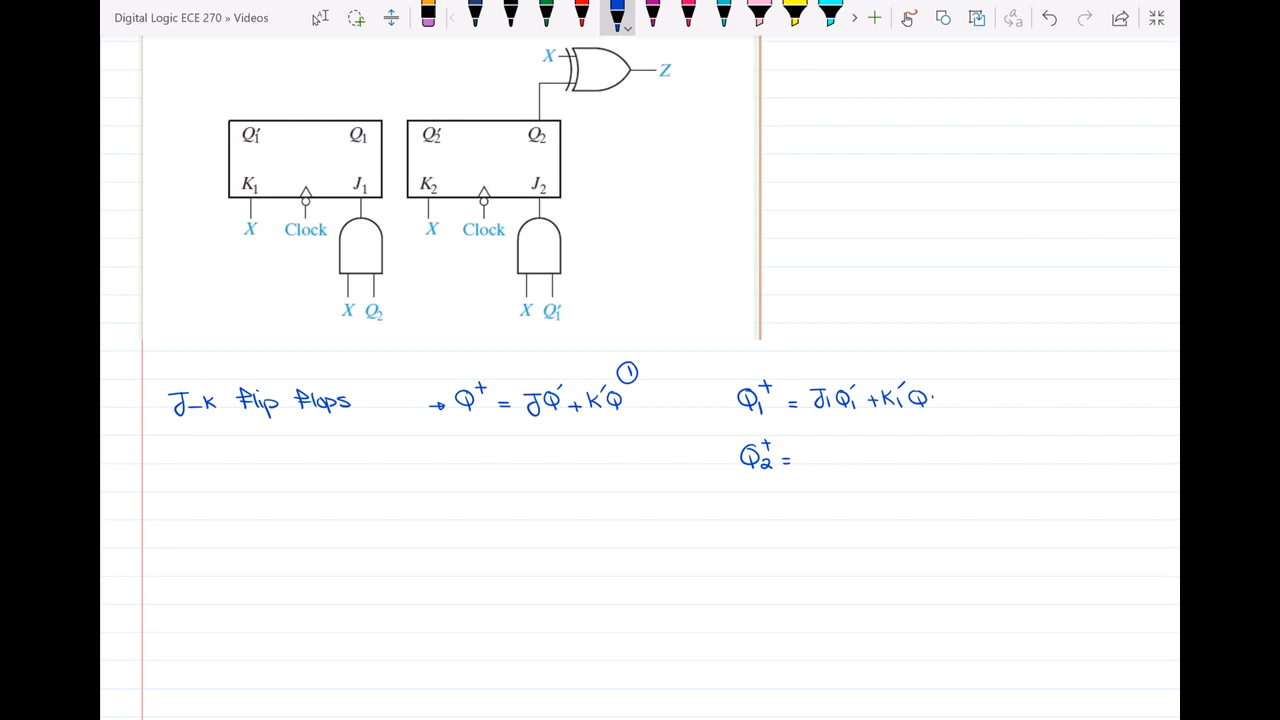 Digital Logic ECE 270 » Videos
X
Z
Q₁′ Q₁ Q₂′ Q₂
K₁ J₁ K₂ J₂
X Clock X Clock
X Q₂ X Q₁′
①
J-K flip flops → Q⁺ = JQ′ + K′Q Q₁⁺ = J₁Q₁′ + K₁′Q.
Q₂⁺ =